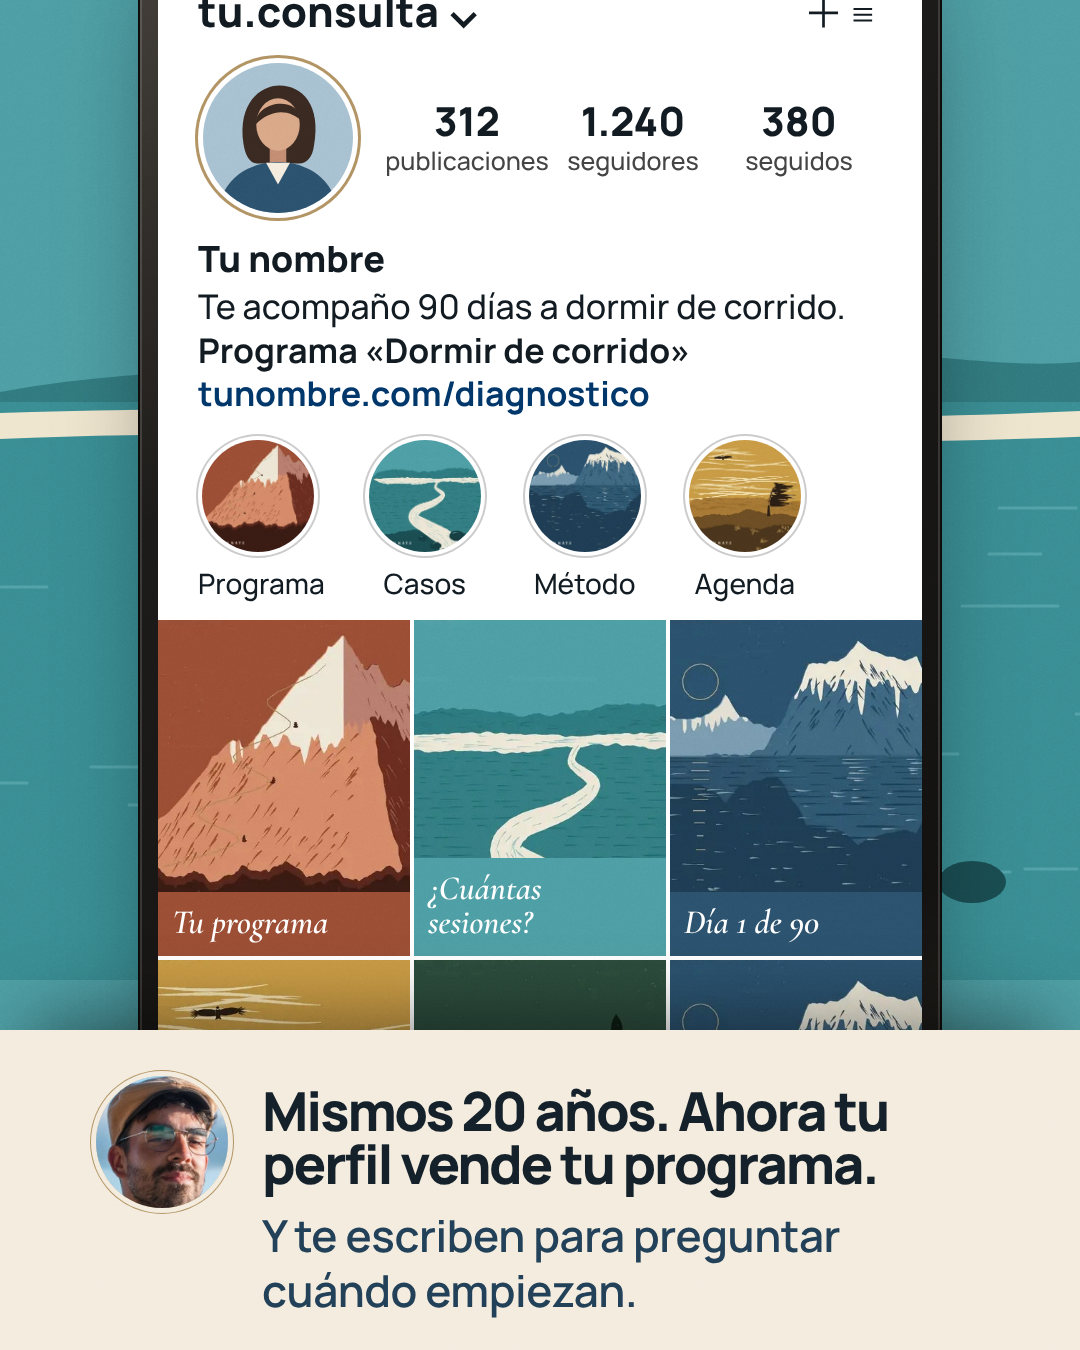 tu.consulta
312 1.240 380
publicaciones seguidores seguidos
Tu nombre
Te acompaño 90 días a dormir de corrido.
Programa «Dormir de corrido»
tunombre.com/diagnostico
Programa Casos Método Agenda
Tu programa
¿Cuántas
sesiones?
Día 1 de 90
Mismos 20 años. Ahora tu
perfil vende tu programa.
Y te escriben para preguntar
cuándo empiezan.